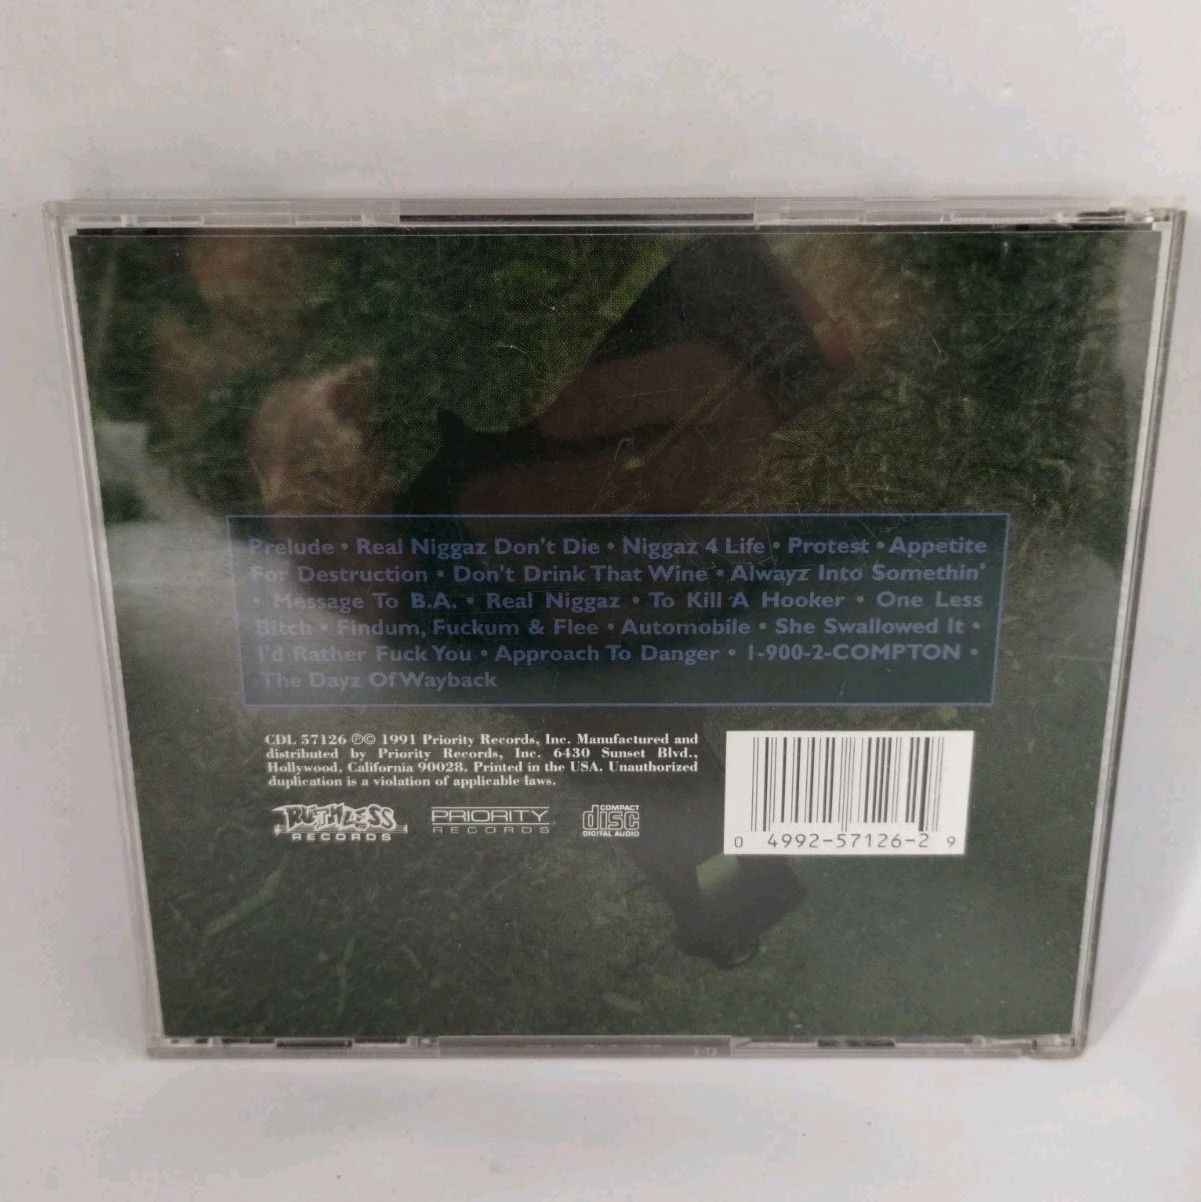 Prelude • Real Niggaz Don't Die • Niggaz 4 Life • Protest • Appetite
For Destruction • Don't Drink That Wine • Alwayz Into Somethin'
• Message To B.A. • Real Niggaz • To Kill A Hooker • One Less
Bitch • Findum, Fuckum & Flee • Automobile • She Swallowed It •
I'd Rather Fuck You • Approach To Danger • 1-900-2-COMPTON •
The Dayz Of Wayback
CDL 57126 ℗© 1991 Priority Records, Inc. Manufactured and
distributed by Priority Records, Inc. 6430 Sunset Blvd.,
Hollywood, California 90028. Printed in the USA. Unauthorized
duplication is a violation of applicable laws.
RUTHLESS
RECORDS
PRIORITY
RECORDS
COMPACT
disc
DIGITAL AUDIO
0 4992-57126-2 9